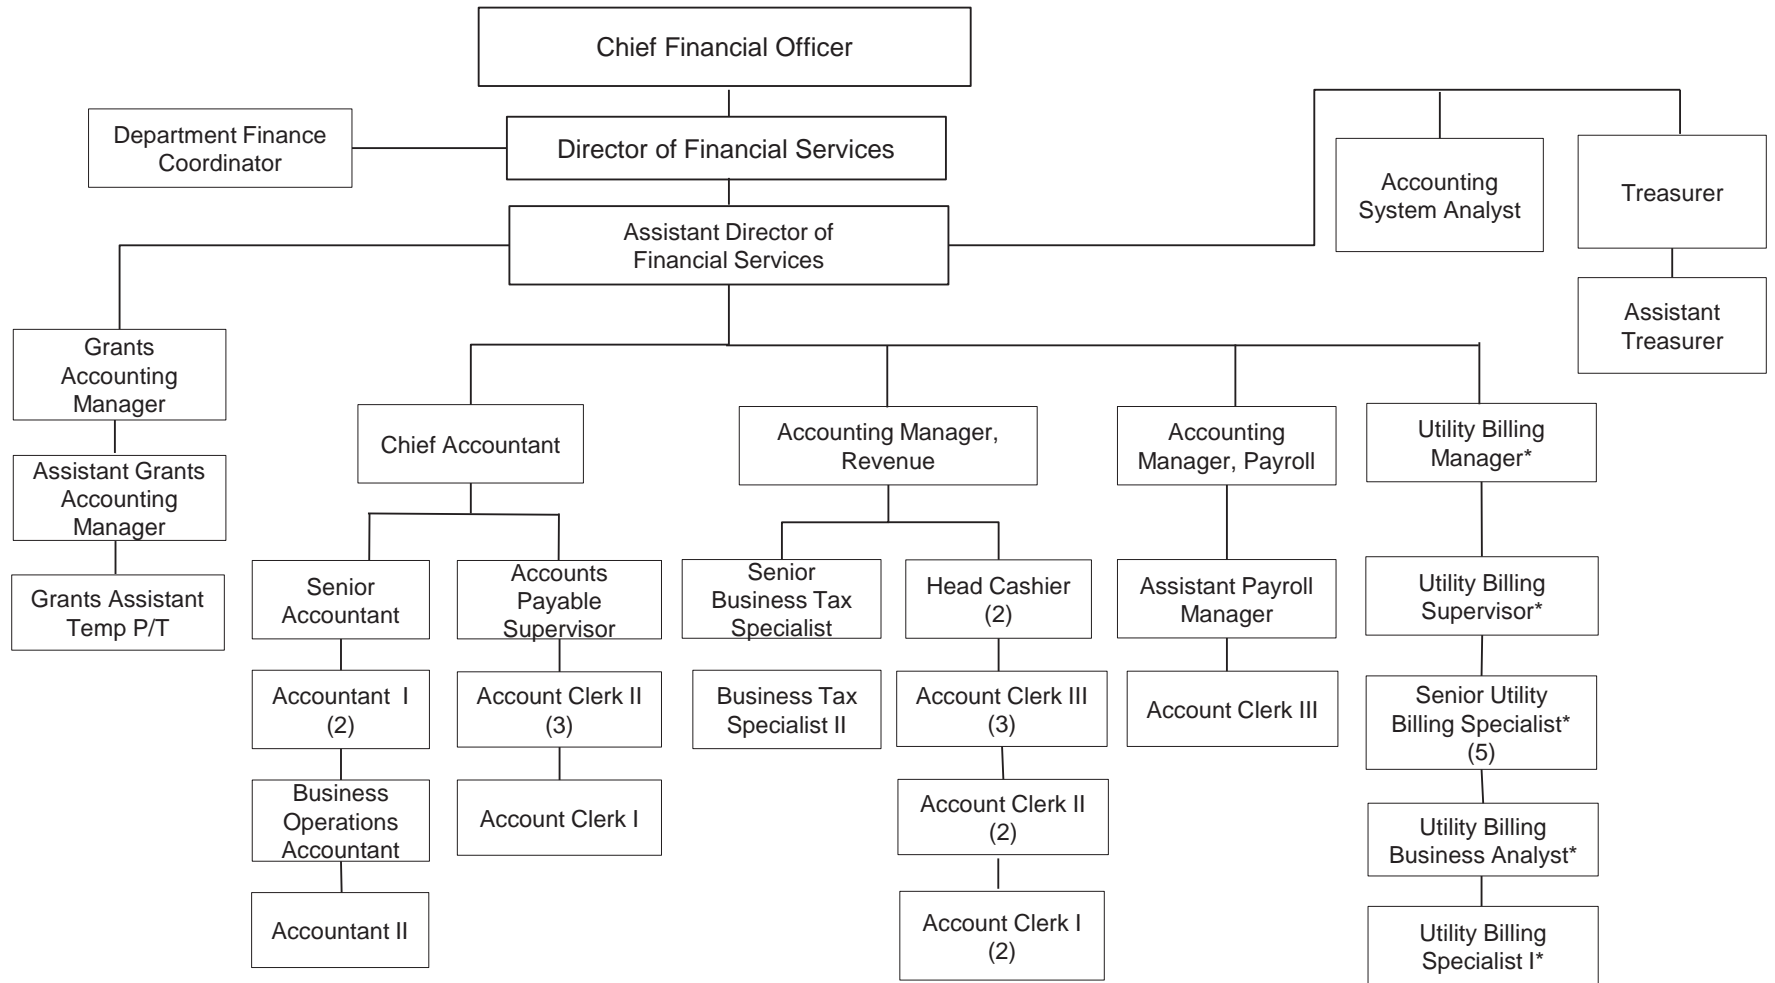 Chief Financial Officer
Department Finance
Coordinator
Director of Financial Services
Accounting
System Analyst
Treasurer
Assistant Director of
Financial Services
Assistant
Treasurer
Grants
Accounting
Manager
Chief Accountant
Accounting Manager,
Revenue
Accounting
Manager, Payroll
Utility Billing
Manager*
Assistant Grants
Accounting
Manager
Grants Assistant
Temp P/T
Senior
Accountant
Accounts
Payable
Supervisor
Senior
Business Tax
Specialist
Head Cashier
(2)
Assistant Payroll
Manager
Utility Billing
Supervisor*
Accountant I
(2)
Account Clerk II
(3)
Business Tax
Specialist II
Account Clerk III
(3)
Account Clerk III
Senior Utility
Billing Specialist*
(5)
Business
Operations
Accountant
Account Clerk I
Account Clerk II
(2)
Utility Billing
Business Analyst*
Accountant II
Account Clerk I
(2)
Utility Billing
Specialist I*